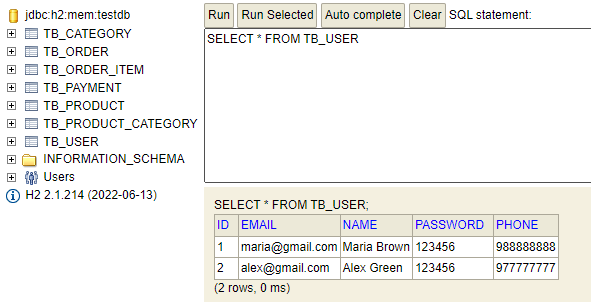 jdbc:h2:mem:testdb
TB_CATEGORY
TB_ORDER
TB_ORDER_ITEM
TB_PAYMENT
TB_PRODUCT
TB_PRODUCT_CATEGORY
TB_USER
INFORMATION_SCHEMA
Users
H2 2.1.214 (2022-06-13)
Run Run Selected Auto complete Clear SQL statement:
SELECT * FROM TB_USER
SELECT * FROM TB_USER;
ID EMAIL NAME PASSWORD PHONE
1 maria@gmail.com Maria Brown 123456 988888888
2 alex@gmail.com Alex Green 123456 977777777
(2 rows, 0 ms)